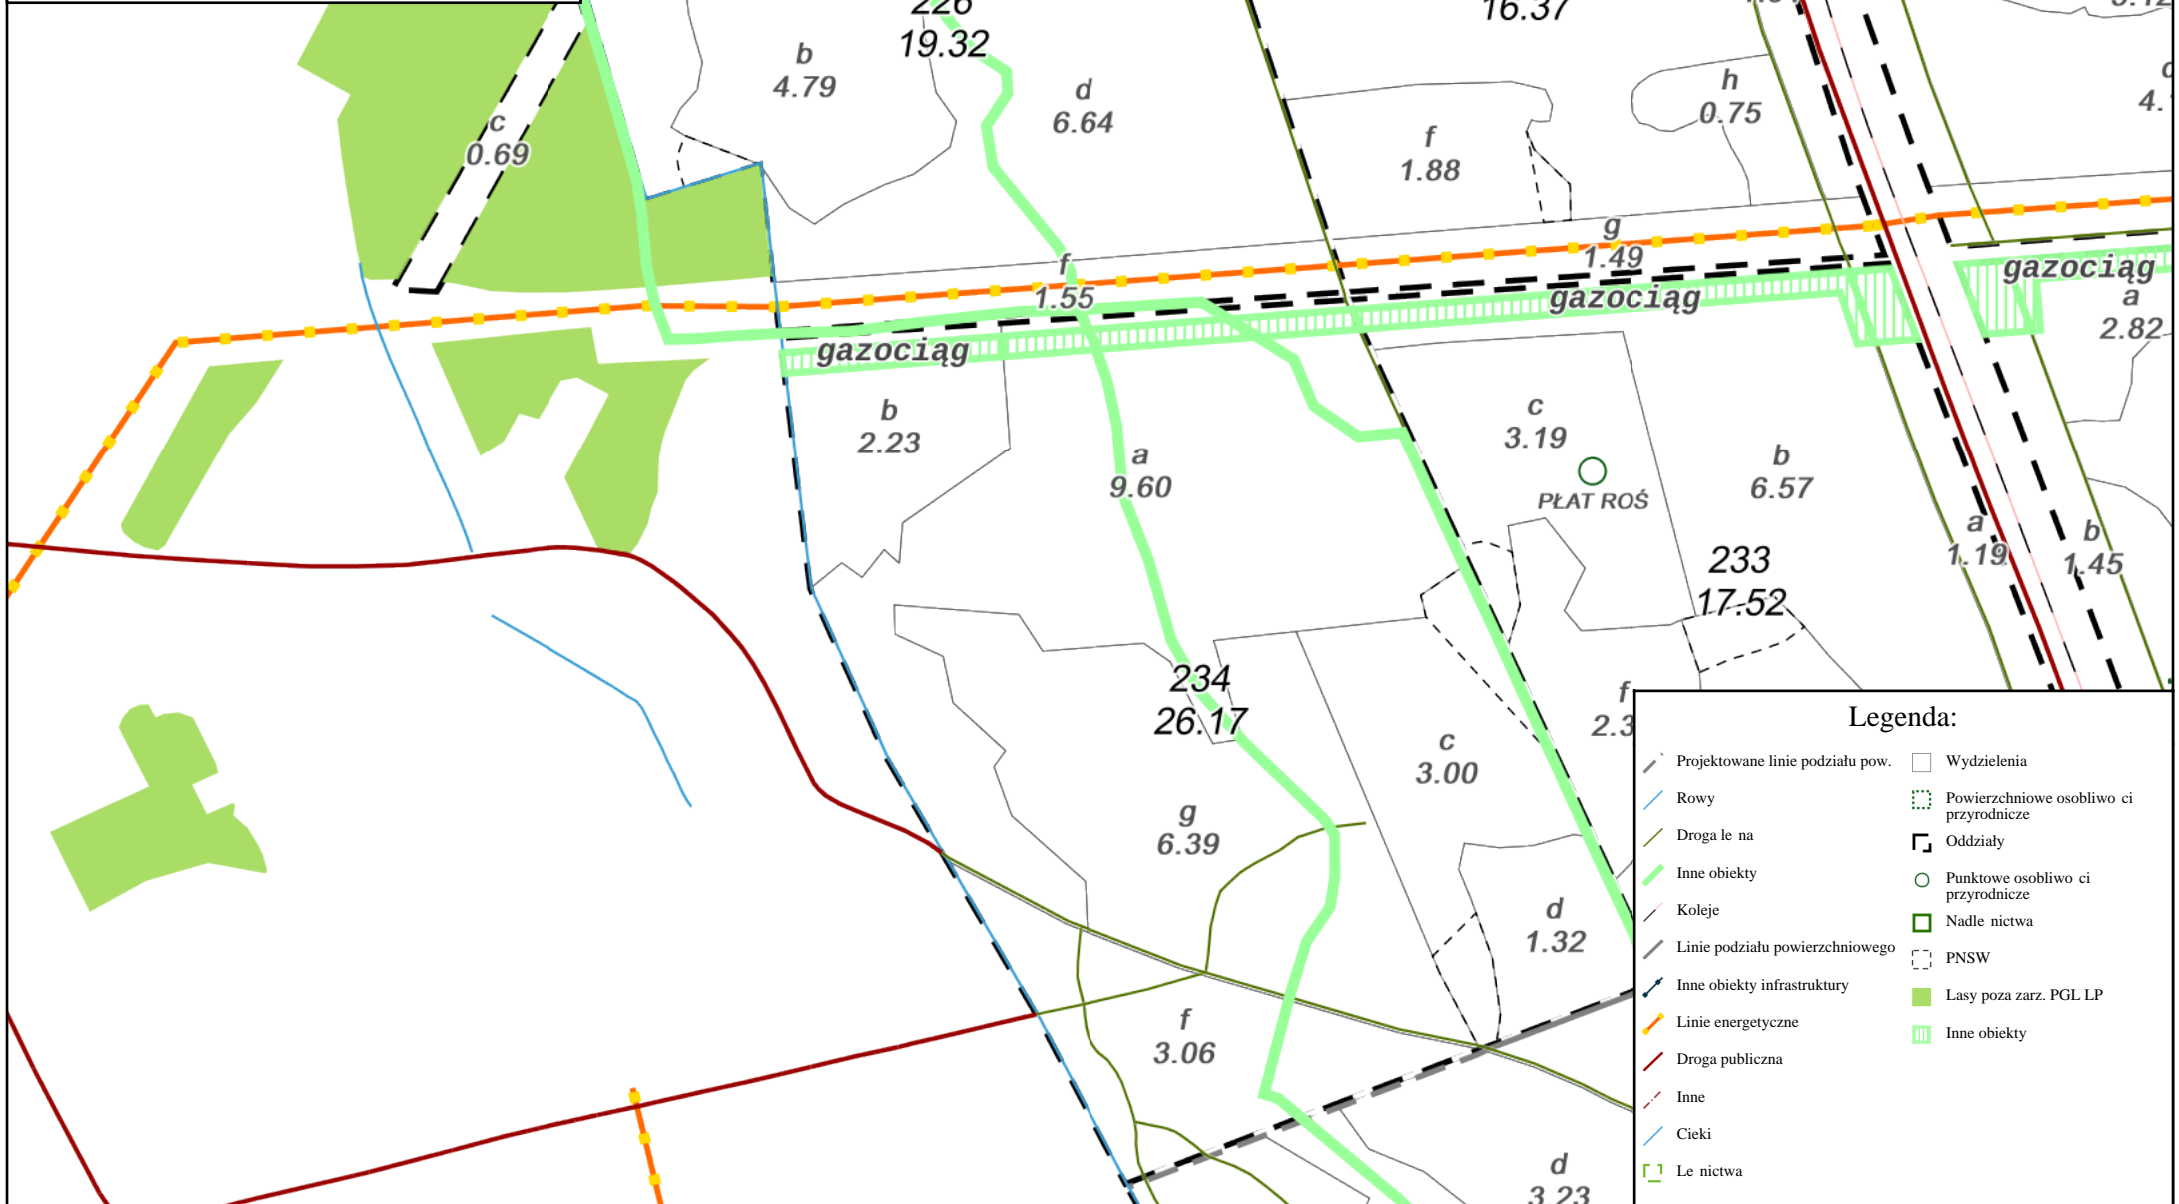 226
19.32
16.37
b
4.79
d
6.64
h
0.75
c
0.69
f
1.88
g
1.49
f
1.55
gazociąg
gazociąg
gazociąg
a
2.82
b
2.23
c
3.19
PŁAT ROŚ
a
9.60
b
6.57
a
1.19
b
1.45
233
17.52
234
26.17
f
c
3.00
g
6.39
d
1.32
f
3.06
d
3.23
Legenda:
Projektowane linie podziału pow.
Rowy
Droga le na
Inne obiekty
Koleje
Linie podziału powierzchniowego
Inne obiekty infrastruktury
Linie energetyczne
Droga publiczna
Inne
Cieki
Le nictwa
Wydzielenia
Powierzchniowe osobliwo ci
przyrodnicze
Oddziały
Punktowe osobliwo ci
przyrodnicze
Nadle nictwa
PNSW
Lasy poza zarz. PGL LP
Inne obiekty